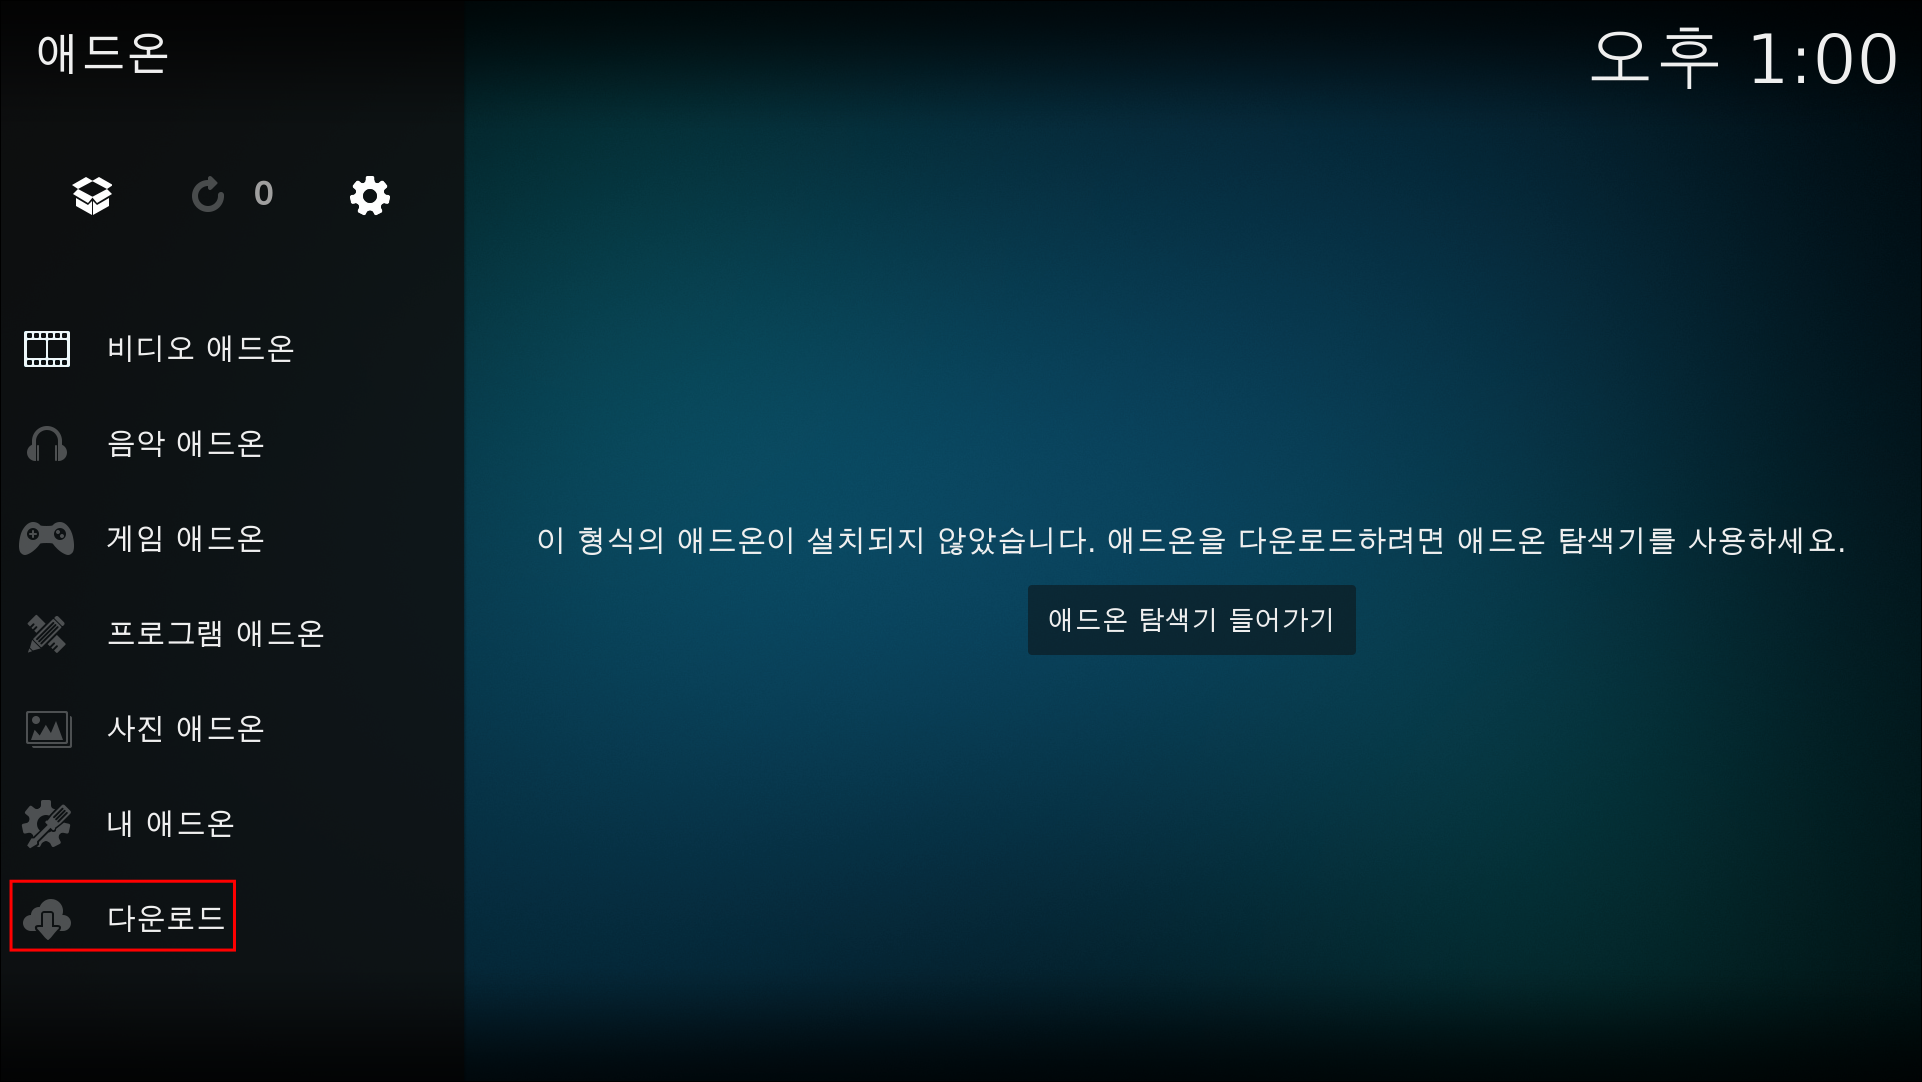 애드온
오후 1:00
0
비디오 애드온
음악 애드온
게임 애드온
프로그램 애드온
사진 애드온
내 애드온
다운로드
이 형식의 애드온이 설치되지 않았습니다. 애드온을 다운로드하려면 애드온 탐색기를 사용하세요.
애드온 탐색기 들어가기